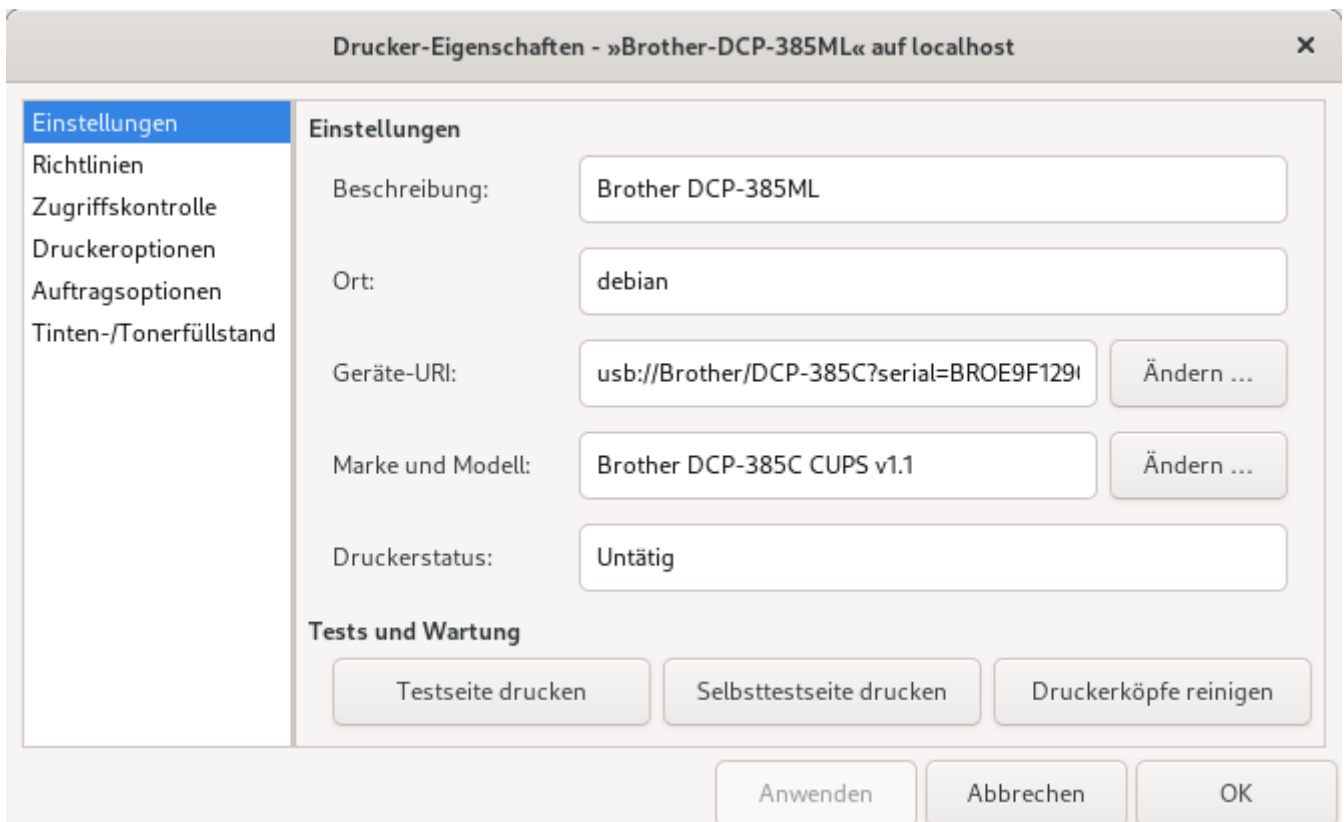 Drucker-Eigenschaften - »Brother-DCP-385ML« auf localhost
Einstellungen
Richtlinien
Zugriffskontrolle
Druckeroptionen
Auftragsoptionen
Tinten-/Tonerfüllstand
Einstellungen
Beschreibung: Brother DCP-385ML
Ort: debian
Geräte-URI: usb://Brother/DCP-385C?serial=BROE9F129 Ändern ...
Marke und Modell: Brother DCP-385C CUPS v1.1 Ändern ...
Druckerstatus: Untätig
Tests und Wartung
Testseite drucken Selbsttestseite drucken Druckerköpfe reinigen
Anwenden Abbrechen OK